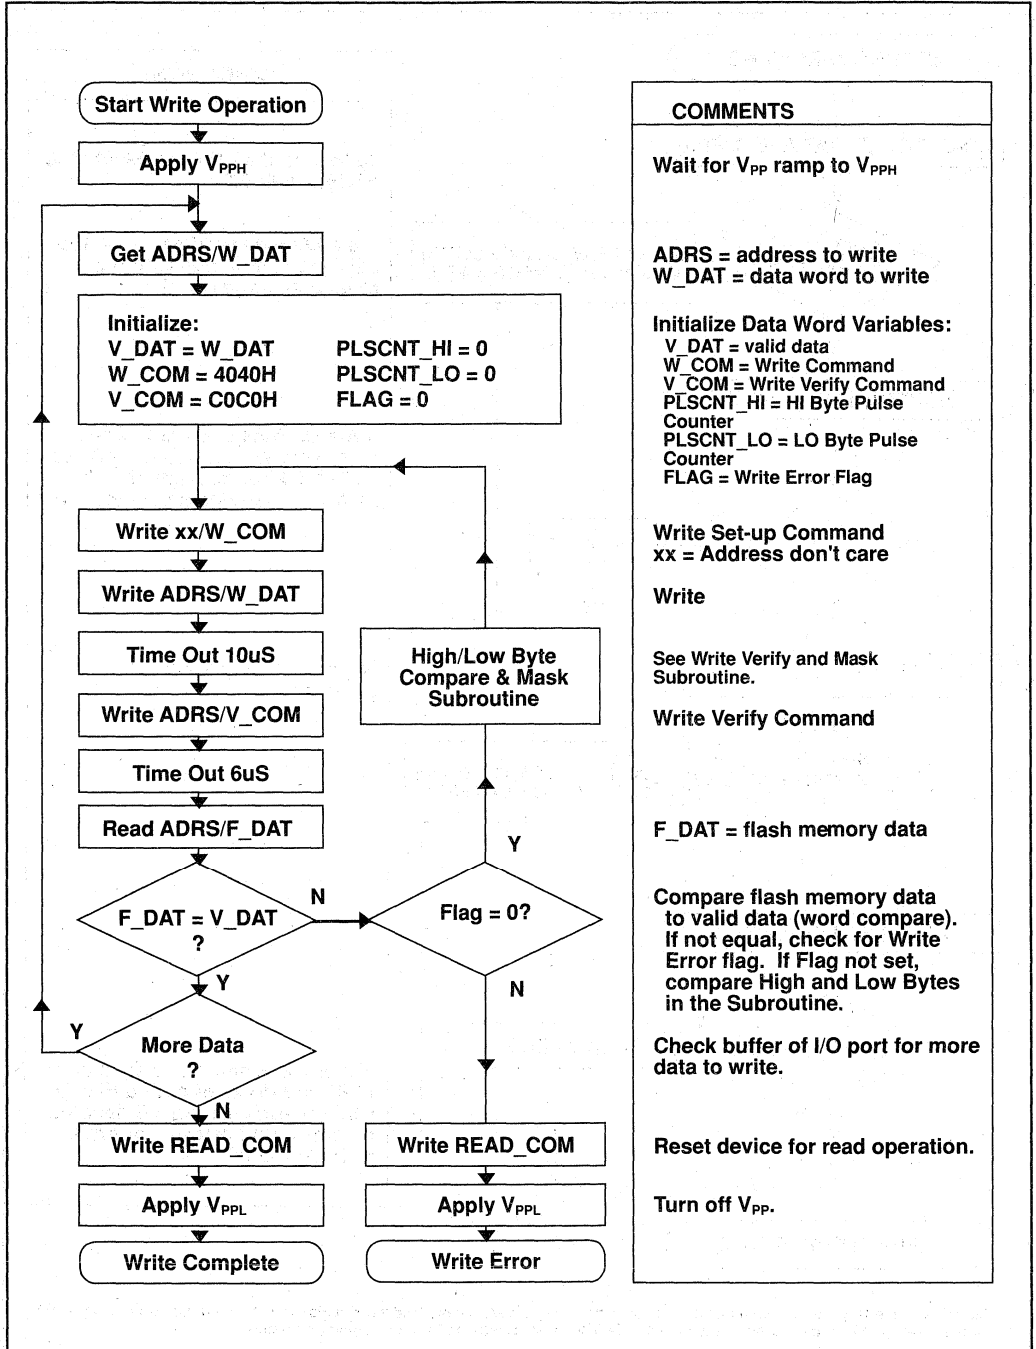 Start Write Operation
Apply VPPH
Get ADRS/W_DAT
Initialize:
V_DAT = W_DAT PLSCNT_HI = 0
W_COM = 4040H PLSCNT_LO = 0
V_COM = C0C0H FLAG = 0
Write xx/W_COM
Write ADRS/W_DAT
Time Out 10uS
Write ADRS/V_COM
Time Out 6uS
Read ADRS/F_DAT
F_DAT = V_DAT
?
N
Y
More Data
?
Y
N
Write READ_COM
Apply VPPL
Write Complete
High/Low Byte
Compare & Mask
Subroutine
Y
Flag = 0?
N
Write READ_COM
Apply VPPL
Write Error
COMMENTS
Wait for VPP ramp to VPPH
ADRS = address to write
W_DAT = data word to write
Initialize Data Word Variables:
V_DAT = valid data
W_COM = Write Command
V_COM = Write Verify Command
PLSCNT_HI = HI Byte Pulse
Counter
PLSCNT_LO = LO Byte Pulse
Counter
FLAG = Write Error Flag
Write Set-up Command
xx = Address don't care
Write
See Write Verify and Mask
Subroutine.
Write Verify Command
F_DAT = flash memory data
Compare flash memory data
to valid data (word compare).
If not equal, check for Write
Error flag. If Flag not set,
compare High and Low Bytes
in the Subroutine.
Check buffer of I/O port for more
data to write.
Reset device for read operation.
Turn off VPP.